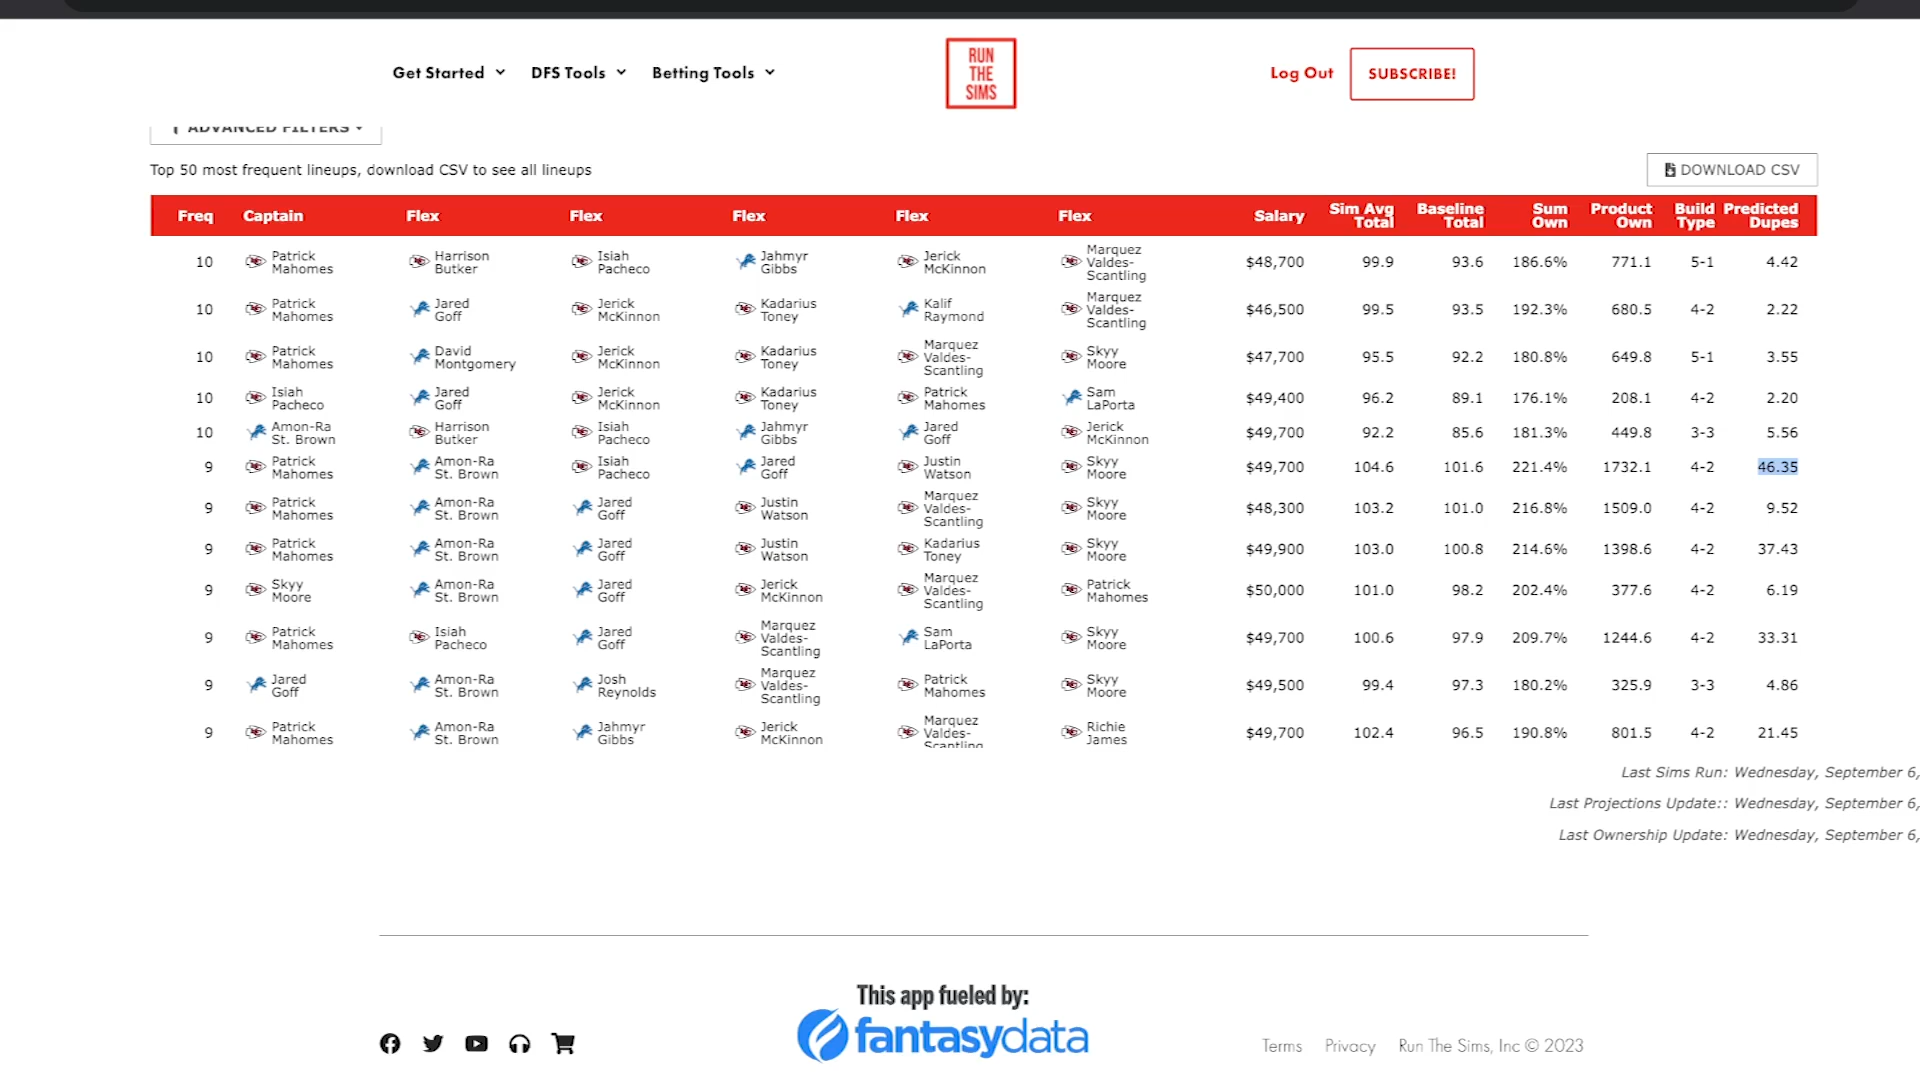 Get Started DFS Tools Betting Tools
RUN
THE
SIMS
Log Out SUBSCRIBE!
ADVANCED FILTERS
Top 50 most frequent lineups, download CSV to see all lineups
DOWNLOAD CSV
Freq Captain Flex Flex Flex Flex Flex Salary Sim Avg Total Baseline Total Sum Own Product Own Build Type Predicted Dupes
10 Patrick Mahomes Harrison Butker Isiah Pacheco Jahmyr Gibbs Jerick McKinnon Marquez Valdes-Scantling $48,700 99.9 93.6 186.6% 771.1 5-1 4.42
10 Patrick Mahomes Jared Goff Jerick McKinnon Kadarius Toney Kalif Raymond Marquez Valdes-Scantling $46,500 99.5 93.5 192.3% 680.5 4-2 2.22
10 Patrick Mahomes David Montgomery Jerick McKinnon Kadarius Toney Marquez Valdes-Scantling Skyy Moore $47,700 95.5 92.2 180.8% 649.8 5-1 3.55
10 Isiah Pacheco Jared Goff Jerick McKinnon Kadarius Toney Patrick Mahomes Sam LaPorta $49,400 96.2 89.1 176.1% 208.1 4-2 2.20
10 Amon-Ra St. Brown Harrison Butker Isiah Pacheco Jahmyr Gibbs Jared Goff Jerick McKinnon $49,700 92.2 85.6 181.3% 449.8 3-3 5.56
9 Patrick Mahomes Amon-Ra St. Brown Isiah Pacheco Jared Goff Justin Watson Skyy Moore $49,700 104.6 101.6 221.4% 1732.1 4-2 46.35
9 Patrick Mahomes Amon-Ra St. Brown Jared Goff Justin Watson Marquez Valdes-Scantling Skyy Moore $48,300 103.2 101.0 216.8% 1509.0 4-2 9.52
9 Patrick Mahomes Amon-Ra St. Brown Jared Goff Justin Watson Kadarius Toney Skyy Moore $49,900 103.0 100.8 214.6% 1398.6 4-2 37.43
9 Skyy Moore Amon-Ra St. Brown Jared Goff Jerick McKinnon Marquez Valdes-Scantling Patrick Mahomes $50,000 101.0 98.2 202.4% 377.6 4-2 6.19
9 Patrick Mahomes Isiah Pacheco Jared Goff Marquez Valdes-Scantling Sam LaPorta Skyy Moore $49,700 100.6 97.9 209.7% 1244.6 4-2 33.31
9 Jared Goff Amon-Ra St. Brown Josh Reynolds Marquez Valdes-Scantling Patrick Mahomes Skyy Moore $49,500 99.4 97.3 180.2% 325.9 3-3 4.86
9 Patrick Mahomes Amon-Ra St. Brown Jahmyr Gibbs Jerick McKinnon Marquez Valdes-Scantling Richie James $49,700 102.4 96.5 190.8% 801.5 4-2 21.45
Last Sims Run: Wednesday, September 6,
Last Projections Update:: Wednesday, September 6,
Last Ownership Update: Wednesday, September 6,
This app fueled by:
fantasydata
Terms Privacy Run The Sims, Inc © 2023